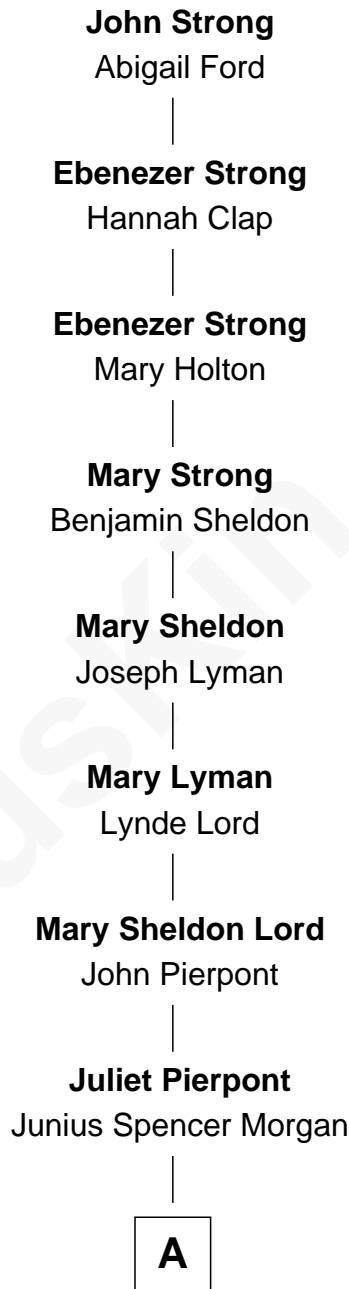 John Strong
Abigail Ford
Ebenezer Strong
Hannah Clap
Ebenezer Strong
Mary Holton
Mary Strong
Benjamin Sheldon
Mary Sheldon
Joseph Lyman
Mary Lyman
Lynde Lord
Mary Sheldon Lord
John Pierpont
Juliet Pierpont
Junius Spencer Morgan
A